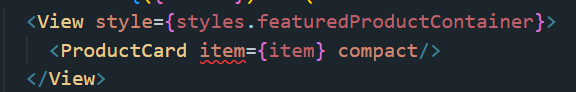 <View style={styles.featuredProductContainer}>
<ProductCard item={item} compact/>
</View>